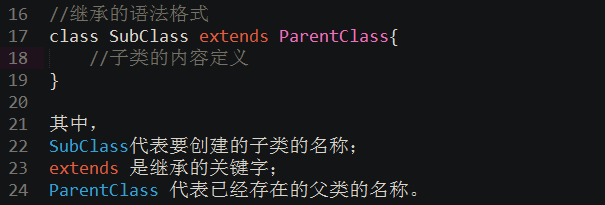 16 //继承的语法格式
17 class SubClass extends ParentClass{
18 //子类的内容定义
19 }
20
21 其中，
22 SubClass代表要创建的子类的名称；
23 extends 是继承的关键字；
24 ParentClass 代表已经存在的父类的名称。